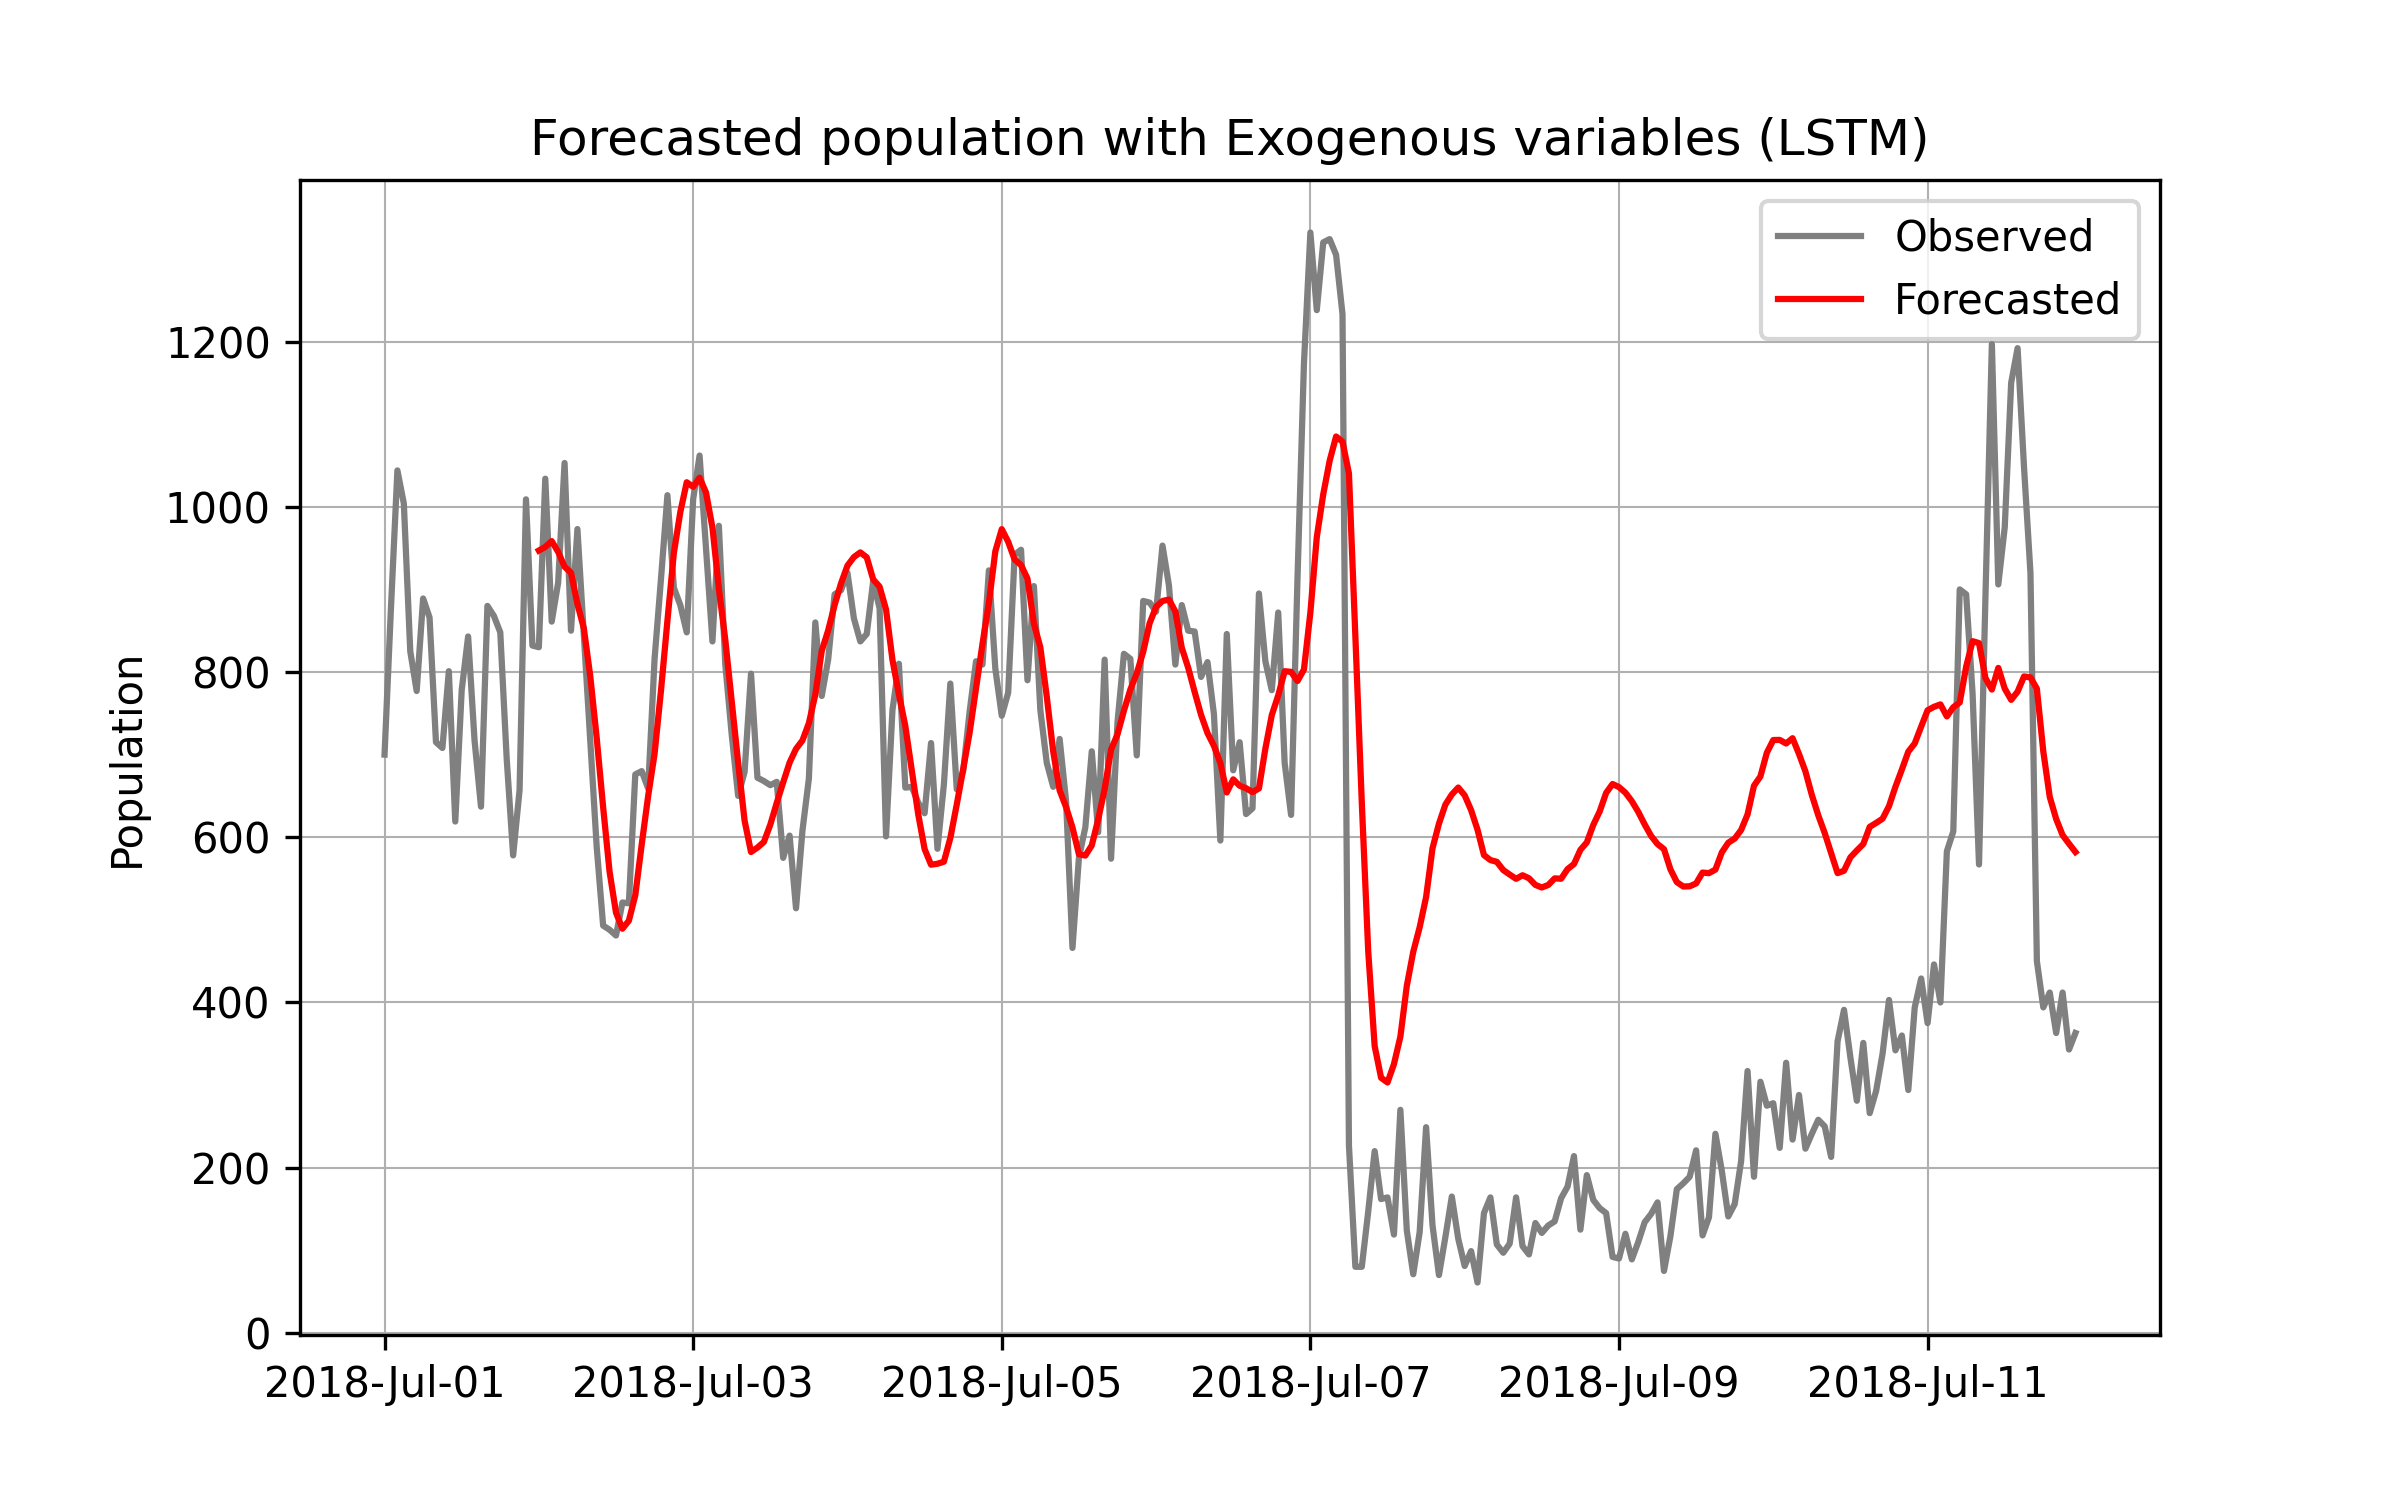 Forecasted population with Exogenous variables (LSTM)
Observed
Forecasted
Population
1200
1000
800
600
400
200
0
2018-Jul-01 2018-Jul-03 2018-Jul-05 2018-Jul-07 2018-Jul-09 2018-Jul-11